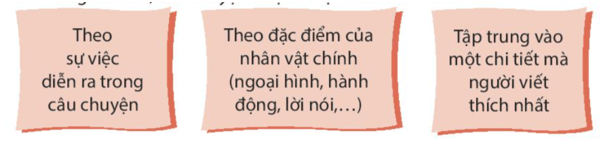 Theo
sự việc
diễn ra trong
câu chuyện
Theo đặc điểm của
nhân vật chính
(ngoại hình, hành
động, lời nói,...)
Tập trung vào
một chi tiết mà
người viết
thích nhất